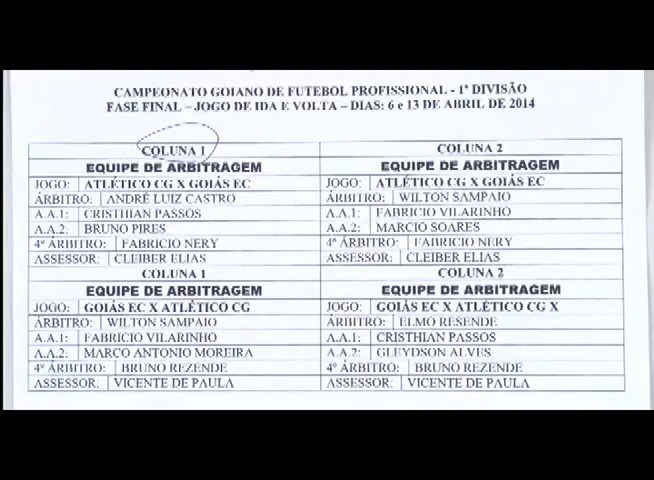 CAMPEONATO GOIANO DE FUTEBOL PROFISSIONAL - 1ª DIVISÃO
FASE FINAL – JOGO DE IDA E VOLTA – DIAS: 6 e 13 DE ABRIL DE 2014
COLUNA 1
EQUIPE DE ARBITRAGEM
JOGO: ATLÉTICO CG X GOIÁS EC
ÁRBITRO: ANDRÉ LUIZ CASTRO
A.A.1: CRISTHIAN PASSOS
A.A.2: BRUNO PIRES
4º ÁRBITRO: FABRICIO NERY
ASSESSOR: CLEIBER ELIAS
COLUNA 2
EQUIPE DE ARBITRAGEM
JOGO: ATLÉTICO CG X GOIÁS EC
ÁRBITRO: WILTON SAMPAIO
A.A.1: FABRICIO VILARINHO
A.A.2: MARCIO SOARES
4º ÁRBITRO: FABRICIO NERY
ASSESSOR: CLEIBER ELIAS
COLUNA 1
EQUIPE DE ARBITRAGEM
JOGO: GOIÁS EC X ATLÉTICO CG
ÁRBITRO: WILTON SAMPAIO
A.A.1: FABRICIO VILARINHO
A.A.2: MARCO ANTONIO MOREIRA
4º ÁRBITRO: BRUNO REZENDE
ASSESSOR: VICENTE DE PAULA
COLUNA 2
EQUIPE DE ARBITRAGEM
JOGO: GOIÁS EC X ATLÉTICO CG X
ÁRBITRO: ELMO RESENDE
A.A.1: CRISTHIAN PASSOS
A.A.2: GLEYDSON ALVES
4º ÁRBITRO: BRUNO REZENDE
ASSESSOR: VICENTE DE PAULA